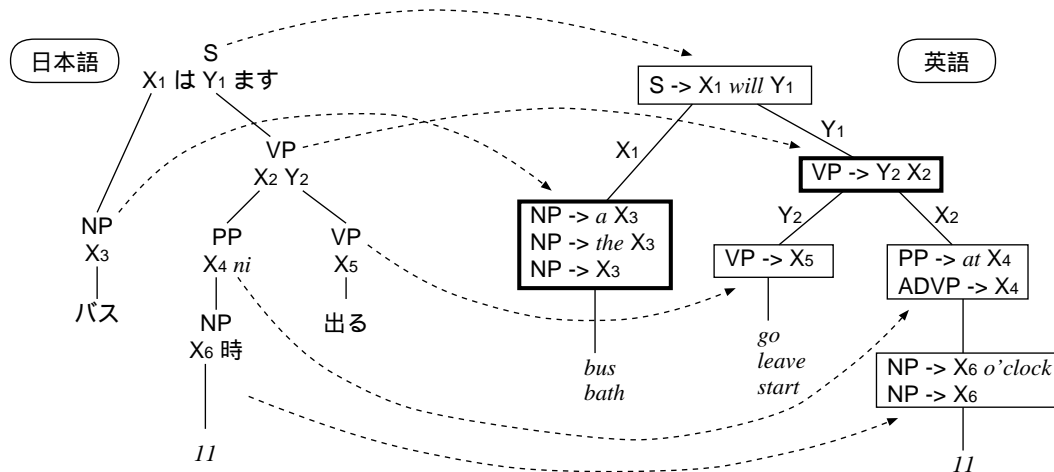 日本語
S
X1 は Y1 ます
VP
X2 Y2
NP
X3
バス
PP
X4 ni
NP
X6 時
11
VP
X5
出る
英語
S -> X1 will Y1
X1
Y1
VP -> Y2 X2
NP -> a X3
NP -> the X3
NP -> X3
bus
bath
Y2
X2
VP -> X5
go
leave
start
PP -> at X4
ADVP -> X4
NP -> X6 o'clock
NP -> X6
11